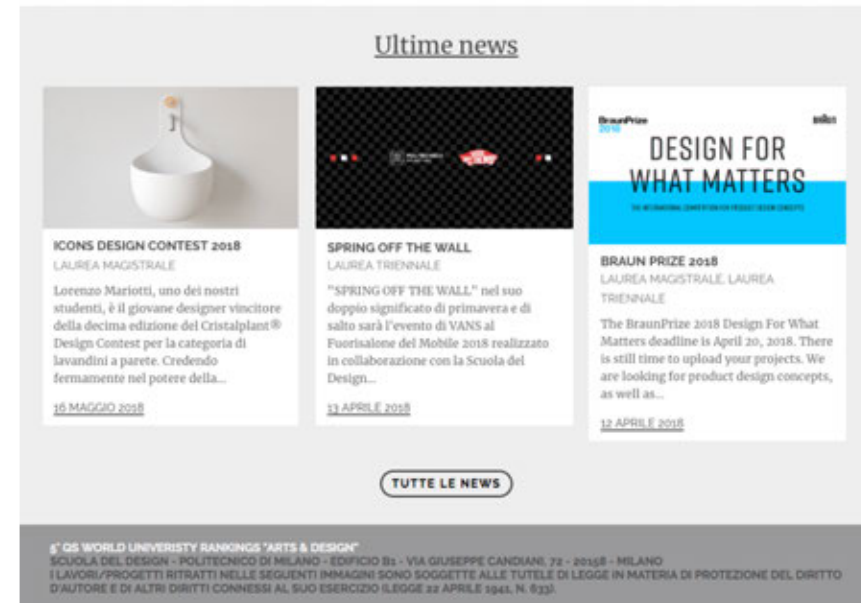 Ultime news
ICONS DESIGN CONTEST 2018
LAUREA MAGISTRALE
Lorenzo Mariotti, uno dei nostri
studenti, è il giovane designer vincitore
della decima edizione del Cristalplant®
Design Contest per la categoria di
lavandini a parete. Credendo
fermamente nel potere della...
16 MAGGIO 2018
SPRING OFF THE WALL
LAUREA TRIENNALE
"SPRING OFF THE WALL" nel suo
doppio significato di primavera e di
salto sarà l'evento di VANS al
Fuorisalone del Mobile 2018 realizzato
in collaborazione con la Scuola del
Design...
13 APRILE 2018
BraunPrize
2018
BRAUN
DESIGN FOR
WHAT MATTERS
THE INTERNATIONAL COMPETITION FOR PRODUCT DESIGN CONCEPTS
BRAUN PRIZE 2018
LAUREA MAGISTRALE, LAUREA
TRIENNALE
The BraunPrize 2018 Design For What
Matters deadline is April 20, 2018. There
is still time to upload your projects. We
are looking for product design concepts,
as well as...
12 APRILE 2018
TUTTE LE NEWS
5° QS WORLD UNIVERISTY RANKINGS "ARTS & DESIGN"
SCUOLA DEL DESIGN - POLITECNICO DI MILANO - EDIFICIO B1 - VIA GIUSEPPE CANDIANI, 72 - 20158 - MILANO
I LAVORI/PROGETTI RITRATTI NELLE SEGUENTI IMMAGINI SONO SOGGETTE ALLE TUTELE DI LEGGE IN MATERIA DI PROTEZIONE DEL DIRITTO
D'AUTORE E DI ALTRI DIRITTI CONNESSI AL SUO ESERCIZIO (LEGGE 22 APRILE 1941, N. 633).